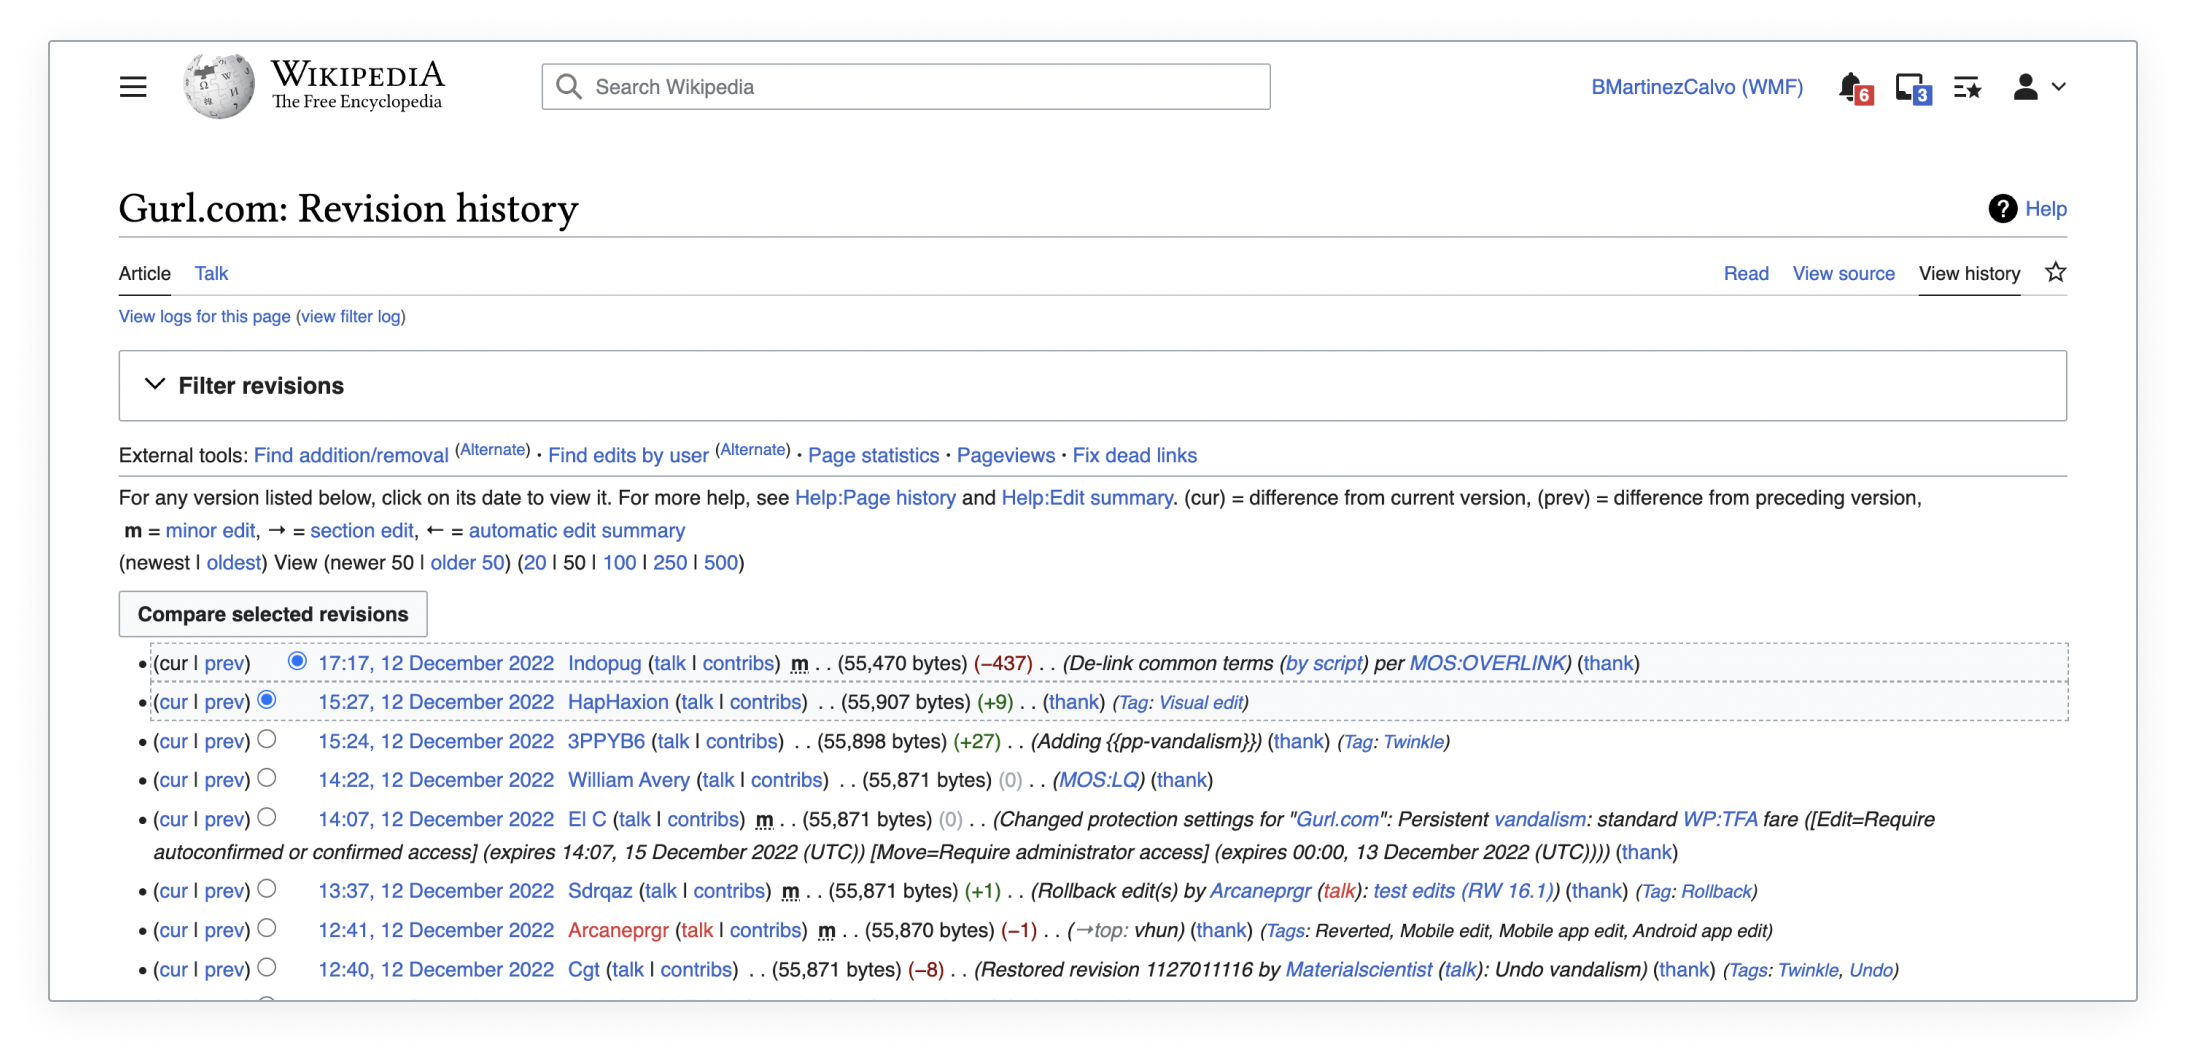 WIKIPEDIA
The Free Encyclopedia
Search Wikipedia
BMartinezCalvo (WMF)
6
3
Gurl.com: Revision history
? Help
Article Talk
Read View source View history
View logs for this page (view filter log)
Filter revisions
External tools: Find addition/removal (Alternate) · Find edits by user (Alternate) · Page statistics · Pageviews · Fix dead links
For any version listed below, click on its date to view it. For more help, see Help:Page history and Help:Edit summary. (cur) = difference from current version, (prev) = difference from preceding version,
m = minor edit, → = section edit, ← = automatic edit summary
(newest | oldest) View (newer 50 | older 50) (20 | 50 | 100 | 250 | 500)
Compare selected revisions
• (cur | prev) 17:17, 12 December 2022 Indopug (talk | contribs) m . . (55,470 bytes) (−437) . . (De-link common terms (by script) per MOS:OVERLINK) (thank)
• (cur | prev) 15:27, 12 December 2022 HapHaxion (talk | contribs) . . (55,907 bytes) (+9) . . (thank) (Tag: Visual edit)
• (cur | prev) 15:24, 12 December 2022 3PPYB6 (talk | contribs) . . (55,898 bytes) (+27) . . (Adding {{pp-vandalism}}) (thank) (Tag: Twinkle)
• (cur | prev) 14:22, 12 December 2022 William Avery (talk | contribs) . . (55,871 bytes) (0) . . (MOS:LQ) (thank)
• (cur | prev) 14:07, 12 December 2022 El C (talk | contribs) m . . (55,871 bytes) (0) . . (Changed protection settings for "Gurl.com": Persistent vandalism: standard WP:TFA fare ([Edit=Require
autoconfirmed or confirmed access] (expires 14:07, 15 December 2022 (UTC)) [Move=Require administrator access] (expires 00:00, 13 December 2022 (UTC)))) (thank)
• (cur | prev) 13:37, 12 December 2022 Sdrqaz (talk | contribs) m . . (55,871 bytes) (+1) . . (Rollback edit(s) by Arcaneprgr (talk): test edits (RW 16.1)) (thank) (Tag: Rollback)
• (cur | prev) 12:41, 12 December 2022 Arcaneprgr (talk | contribs) m . . (55,870 bytes) (−1) . . (→top: vhun) (thank) (Tags: Reverted, Mobile edit, Mobile app edit, Android app edit)
• (cur | prev) 12:40, 12 December 2022 Cgt (talk | contribs) . . (55,871 bytes) (−8) . . (Restored revision 1127011116 by Materialscientist (talk): Undo vandalism) (thank) (Tags: Twinkle, Undo)